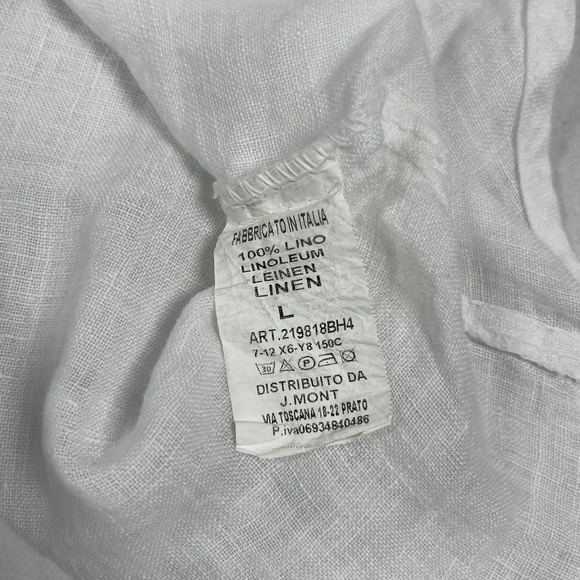 FABBRICATO IN ITALIA
100% LINO
LINOLEUM
LEINEN
LINEN
L
ART.219818BH4
7-12 X6-Y8 150C
30 P
DISTRIBUITO DA
J.MONT
VIA TOSCANA 18-22 PRATO
P.iva06934840486